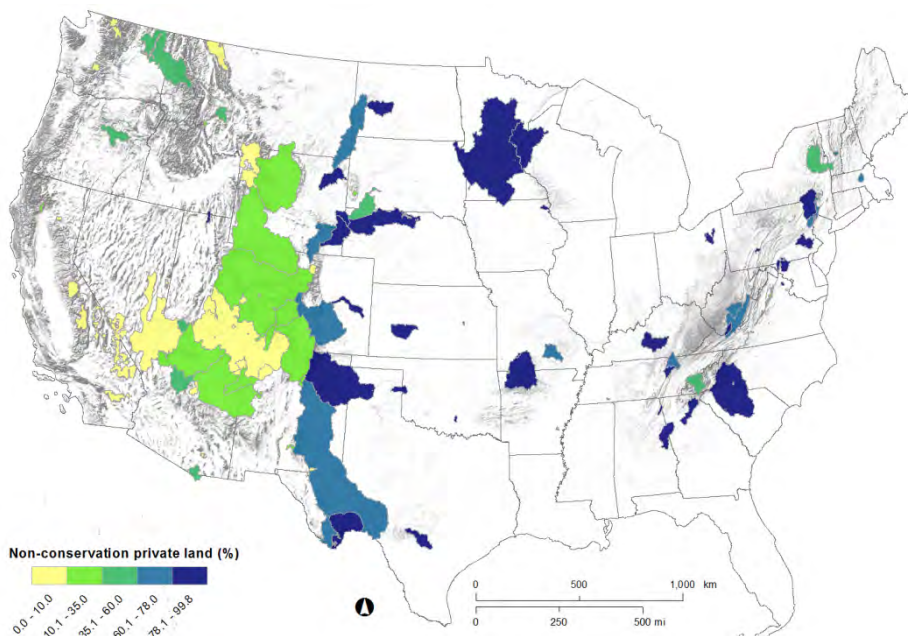 Non-conservation private land (%)
0.0 - 10.0
10.1 - 35.0
35.1 - 60.0
60.1 - 78.0
78.1 - 99.8
0 500 1,000 km
0 250 500 mi